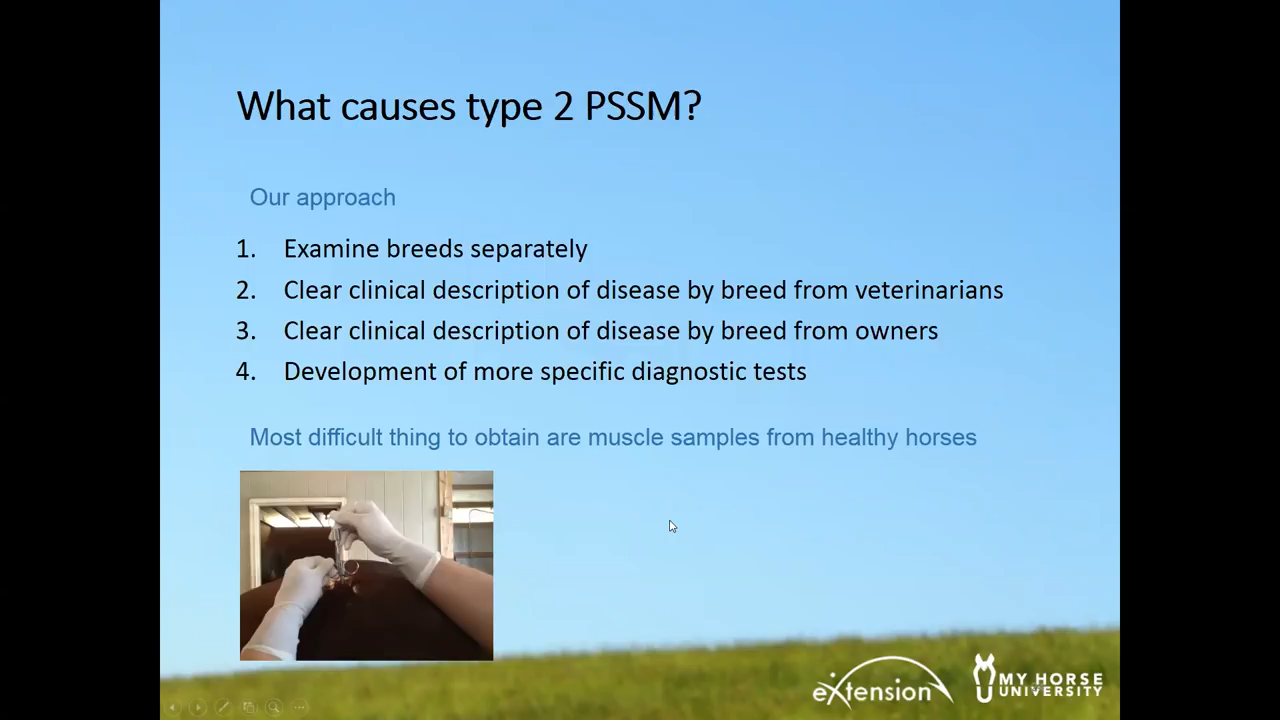 What causes type 2 PSSM?
Our approach
1. Examine breeds separately
2. Clear clinical description of disease by breed from veterinarians
3. Clear clinical description of disease by breed from owners
4. Development of more specific diagnostic tests
Most difficult thing to obtain are muscle samples from healthy horses
eXtension
MY HORSE
UNIVERSITY